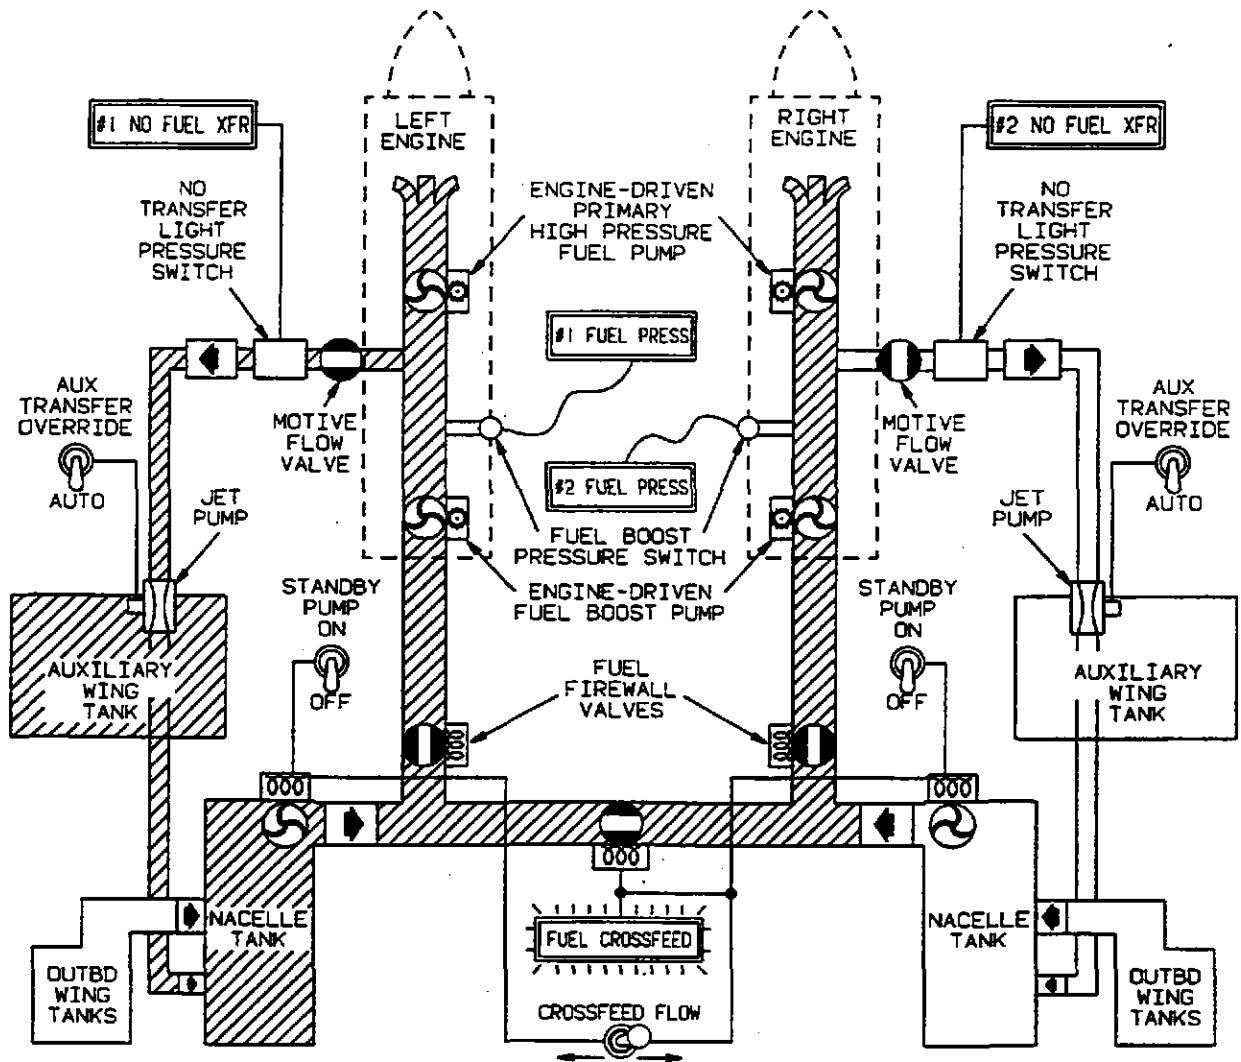 #1 NO FUEL XFR
LEFT
ENGINE
RIGHT
ENGINE
#2 NO FUEL XFR
NO
TRANSFER
LIGHT
PRESSURE
SWITCH
ENGINE-DRIVEN
PRIMARY
HIGH PRESSURE
FUEL PUMP
NO
TRANSFER
LIGHT
PRESSURE
SWITCH
#1 FUEL PRESS
AUX
TRANSFER
OVERRIDE
AUTO
MOTIVE
FLOW
VALVE
#2 FUEL PRESS
MOTIVE
FLOW
VALVE
AUX
TRANSFER
OVERRIDE
AUTO
JET
PUMP
FUEL BOOST
PRESSURE SWITCH
JET
PUMP
STANDBY
PUMP
ON
OFF
ENGINE-DRIVEN
FUEL BOOST PUMP
STANDBY
PUMP
ON
OFF
AUXILIARY
WING
TANK
FUEL
FIREWALL
VALVES
AUXILIARY
WING
TANK
NACELLE
TANK
FUEL CROSSFEED
NACELLE
TANK
OUTBD
WING
TANKS
CROSSFEED FLOW
OUTBD
WING
TANKS